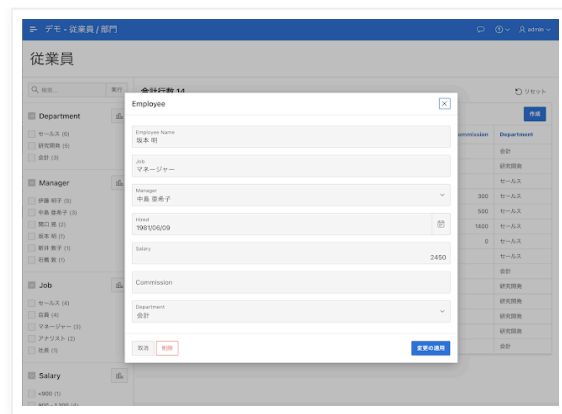 デモ - 従業員 / 部門
admin
従業員
検索...
実行
合計行数 14
リセット
作成
Department
セールス (6)
研究開発 (5)
会計 (3)
Manager
中島 亜希子 (3)
関口 晃 (2)
坂本 明 (1)
新井 敦子 (1)
石橋 敦 (1)
Job
セールス (4)
店員 (4)
マネージャー (3)
アナリスト (2)
社長 (1)
Salary
<900 (1)
Employee
Employee Name
坂本 明
Job
マネージャー
Manager
中島 亜希子
Hired
1981/06/09
Salary
2450
Commission
Department
会計
取消
削除
変更の適用
ommission Department
会計
研究開発
セールス
300 セールス
500 セールス
1400 セールス
0 セールス
セールス
会計
研究開発
研究開発
研究開発
研究開発
会計